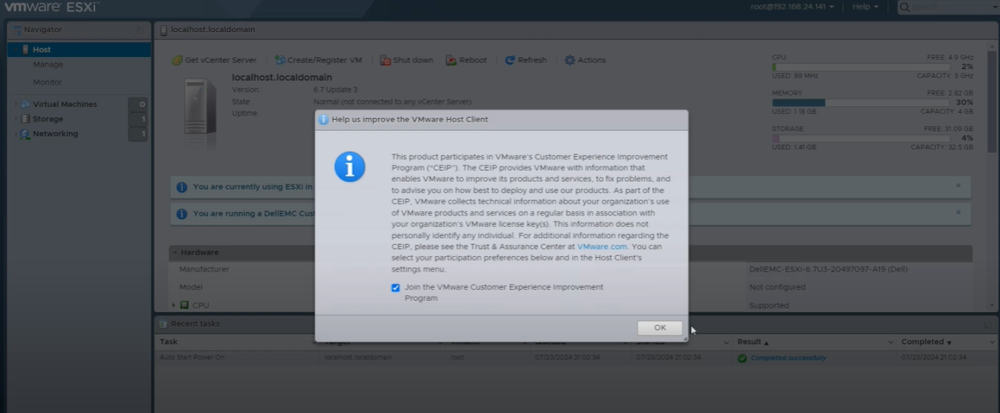 vmware ESXi™
root@192.168.24.141
Help
Search
Navigator
Host
Manage
Monitor
Virtual Machines 0
Storage 1
Networking 1
localhost.localdomain
Get vCenter Server
Create/Register VM
Shut down
Reboot
Refresh
Actions
localhost.localdomain
Version: 6.7 Update 3
State: Normal (not connected to any vCenter Server)
Uptime:
CPU FREE: 4.9 GHz
2%
USED: 89 MHz CAPACITY: 5 GHz
MEMORY FREE: 2.82 GB
30%
USED: 1.18 GB CAPACITY: 4 GB
STORAGE FREE: 31.09 GB
4%
USED: 1.41 GB CAPACITY: 32.5 GB
You are currently using ESXi in
You are running a DellEMC Cust
Hardware
Manufacturer DellEMC-ESXi-6.7U3-20497097-A19 (Dell)
Model Not configured
CPU Supported
Help us improve the VMware Host Client
This product participates in VMware's Customer Experience Improvement
Program ("CEIP"). The CEIP provides VMware with information that
enables VMware to improve its products and services, to fix problems, and
to advise you on how best to deploy and use our products. As part of the
CEIP, VMware collects technical information about your organization's use
of VMware products and services on a regular basis in association with
your organization's VMware license key(s). This information does not
personally identify any individual. For additional information regarding the
CEIP, please see the Trust & Assurance Center at VMware.com. You can
select your participation preferences below and in the Host Client's
settings menu.
Join the VMware Customer Experience Improvement
Program
OK
Recent tasks
Task Target Initiator Queued Started Result Completed
Auto Start Power On localhost.localdomain root 07/23/2024 21:02:34 07/23/2024 21:02:34 Completed successfully 07/23/2024 21:02:34